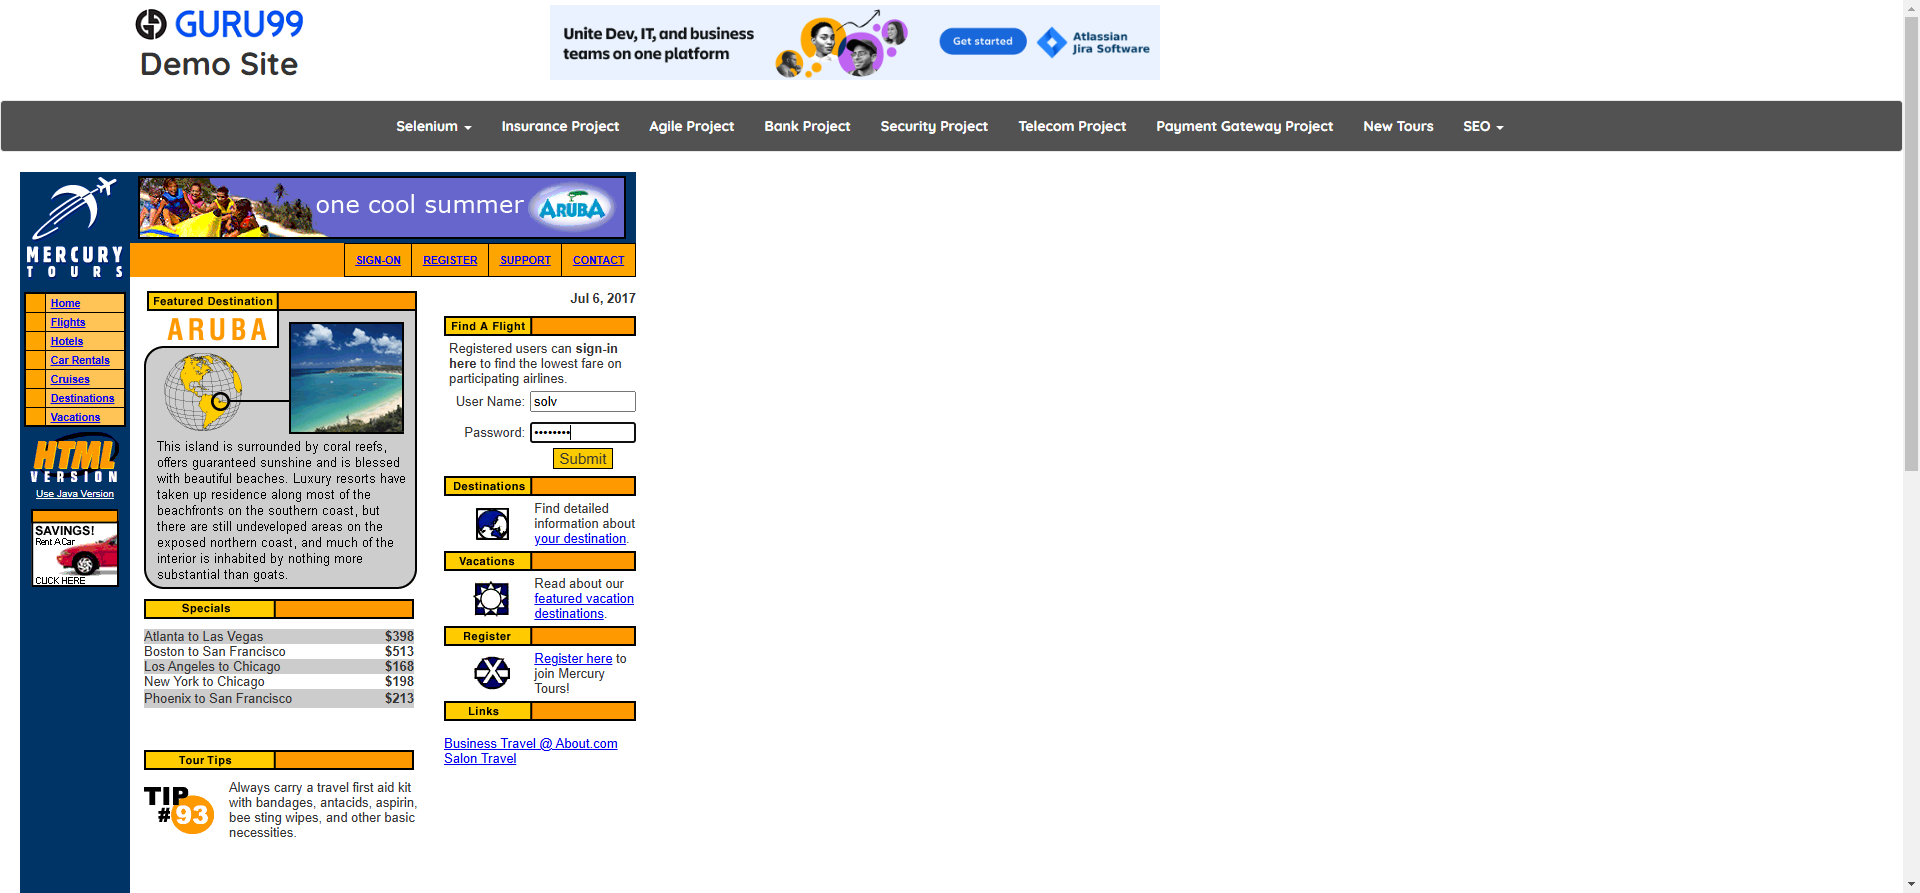 GURU99
Demo Site
Unite Dev, IT, and business
teams on one platform
Get started
Atlassian
Jira Software
Selenium
Insurance Project
Agile Project
Bank Project
Security Project
Telecom Project
Payment Gateway Project
New Tours
SEO
MERCURY
TOURS
one cool summer
ARUBA
SIGN-ON
REGISTER
SUPPORT
CONTACT
Home
Flights
Hotels
Car Rentals
Cruises
Destinations
Vacations
HTML
VERSION
Use Java Version
SAVINGS!
Rent A Car
CLICK HERE
Featured Destination
ARUBA
This island is surrounded by coral reefs,
offers guaranteed sunshine and is blessed
with beautiful beaches. Luxury resorts have
taken up residence along most of the
beachfronts on the southern coast, but
there are still undeveloped areas on the
exposed northern coast, and much of the
interior is inhabited by nothing more
substantial than goats.
Specials
Atlanta to Las Vegas $398
Boston to San Francisco $513
Los Angeles to Chicago $168
New York to Chicago $198
Phoenix to San Francisco $213
Tour Tips
TIP
#93
Always carry a travel first aid kit
with bandages, antacids, aspirin,
bee sting wipes, and other basic
necessities.
Jul 6, 2017
Find A Flight
Registered users can sign-in
here to find the lowest fare on
participating airlines.
User Name: solv
Password: ••••••••
Submit
Destinations
Find detailed
information about
your destination.
Vacations
Read about our
featured vacation
destinations.
Register
Register here to
join Mercury
Tours!
Links
Business Travel @ About.com
Salon Travel